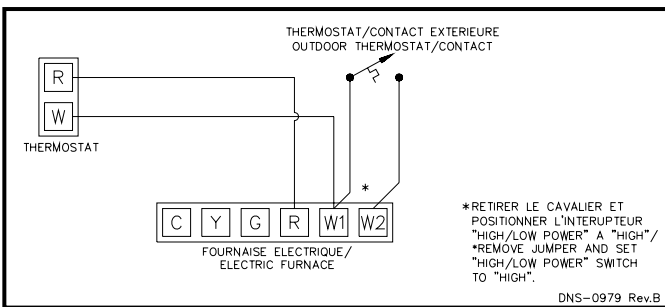 THERMOSTAT/CONTACT EXTERIEURE
OUTDOOR THERMOSTAT/CONTACT
R
W
THERMOSTAT
*
C Y G R W1 W2
FOURNAISE ELECTRIQUE/
ELECTRIC FURNACE
*RETIRER LE CAVALIER ET
POSITIONNER L'INTERUPTEUR
"HIGH/LOW POWER" A "HIGH"/
*REMOVE JUMPER AND SET
"HIGH/LOW POWER" SWITCH
TO "HIGH".
DNS-0979 Rev.B